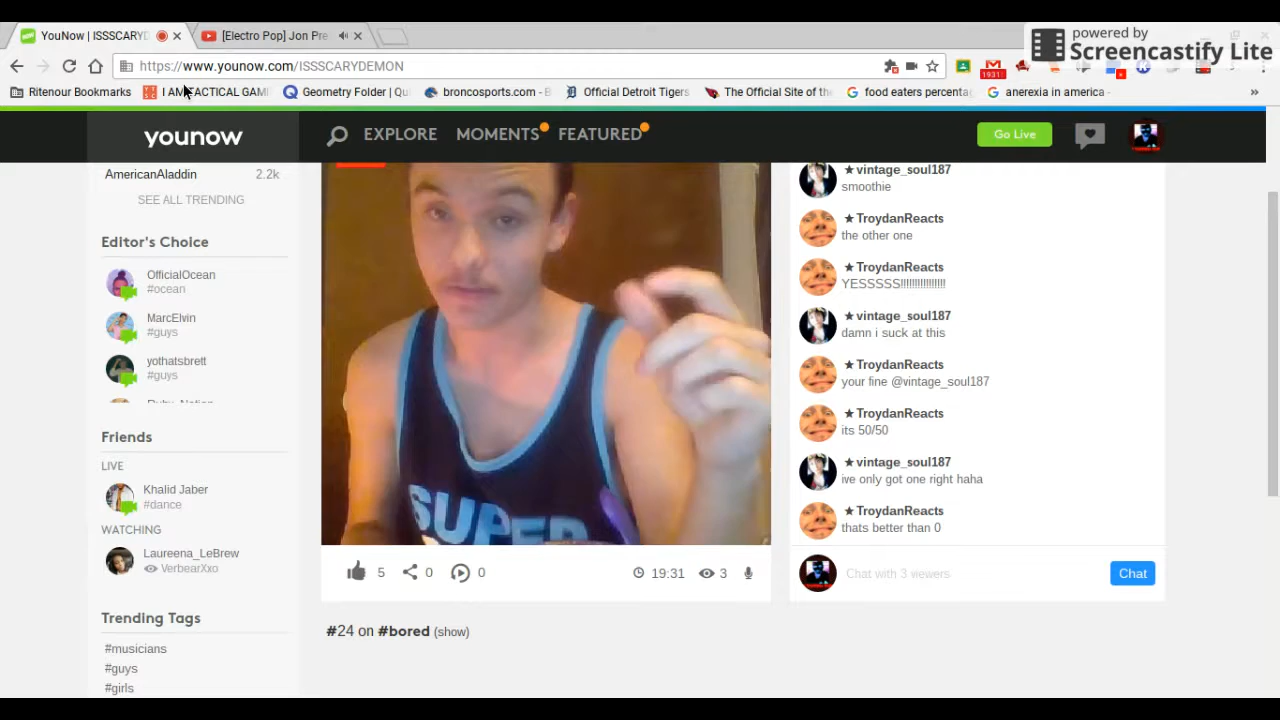 YouNow | ISSSCARYD
[Electro Pop] Jon Pre
powered by
Screencastify Lite
https://www.younow.com/ISSSCARYDEMON
1931
Ritenour Bookmarks
I AM TACTICAL GAMI
Geometry Folder | Qui
broncosports.com - B
Official Detroit Tigers
The Official Site of the
food eaters percenta
anerexia in america -
»
younow
EXPLORE
MOMENTS
FEATURED
Go Live
AmericanAladdin 2.2k
SEE ALL TRENDING
Editor's Choice
OfficialOcean
#ocean
MarcElvin
#guys
yothatsbrett
#guys
Friends
LIVE
Khalid Jaber
#dance
WATCHING
Laureena_LeBrew
VerbearXxo
Trending Tags
#musicians
#guys
#girls
SUPER
5
0
0
19:31
3
#24 on #bored (show)
vintage_soul187
smoothie
TroydanReacts
the other one
TroydanReacts
YESSSSS!!!!!!!!!!!!!!!!
vintage_soul187
damn i suck at this
TroydanReacts
your fine @vintage_soul187
TroydanReacts
its 50/50
vintage_soul187
ive only got one right haha
TroydanReacts
thats better than 0
Chat with 3 viewers
Chat